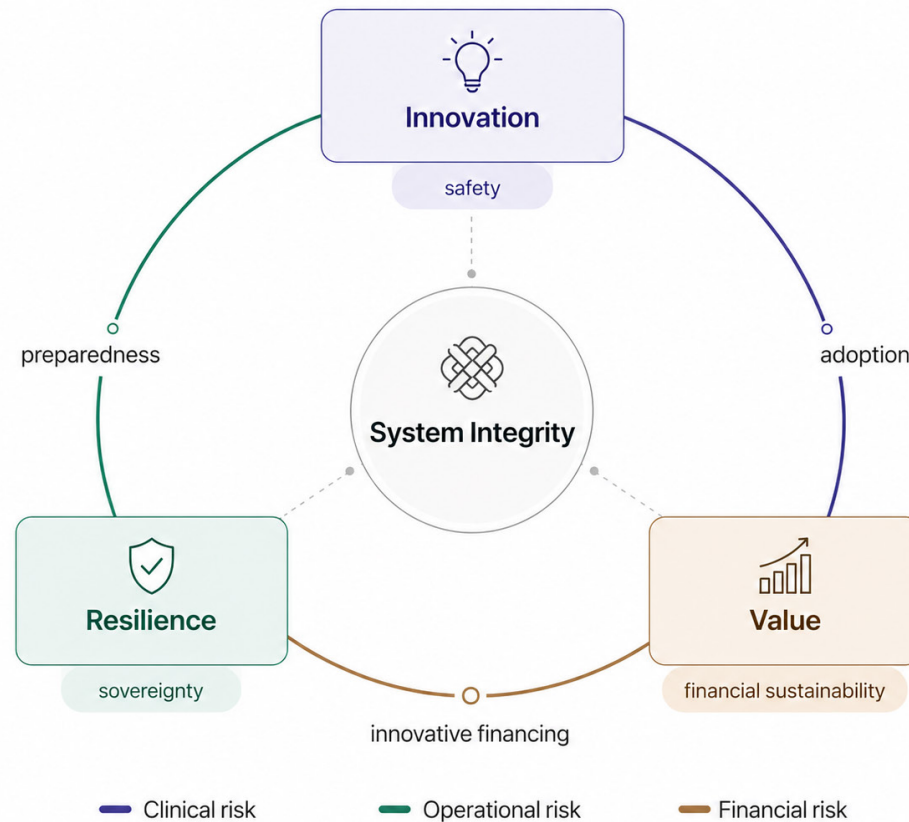 Innovation
safety
preparedness
adoption
System Integrity
Resilience
Value
sovereignty
financial sustainability
innovative financing
Clinical risk
Operational risk
Financial risk